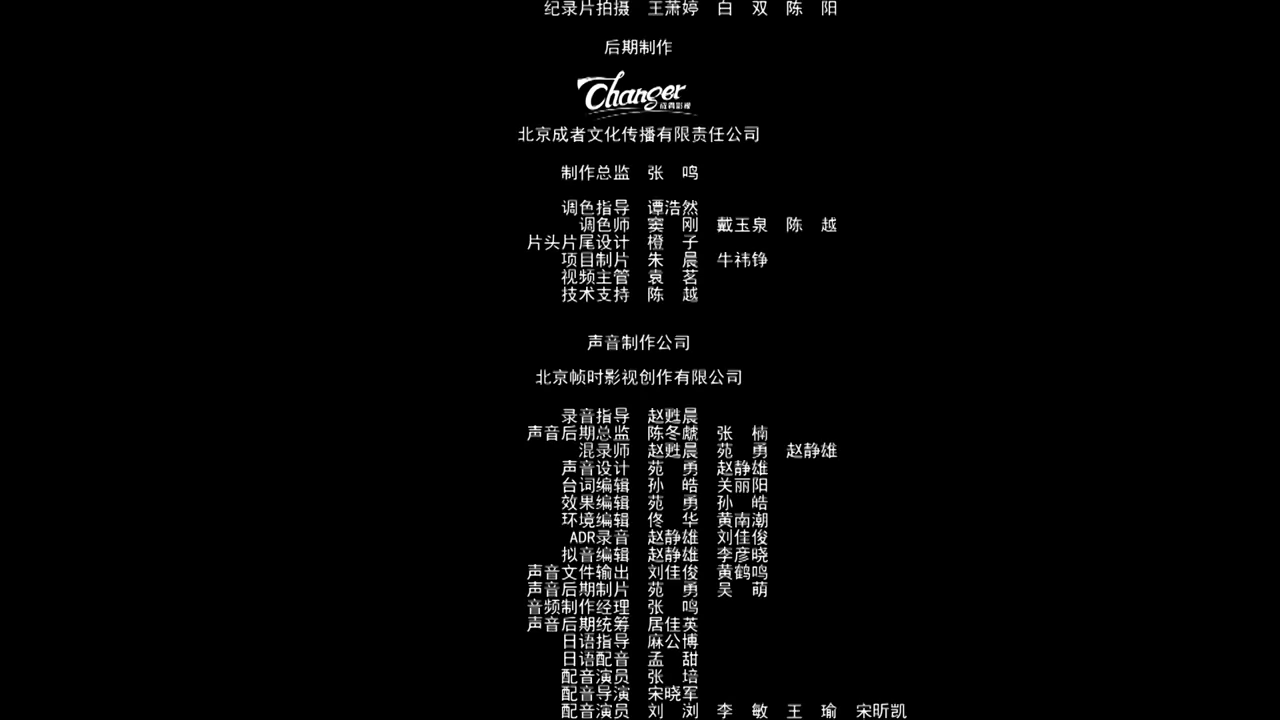 纪录片拍摄 王萧婷 白 双 陈 阳
后期制作
Changer
成者影视
北京成者文化传播有限责任公司
制作总监 张 鸣
调色指导 谭浩然
调色师 窦 刚 戴玉泉 陈 越
片头片尾设计 橙 子
项目制片 朱 晨 牛祎铮
视频主管 袁 茗
技术支持 陈 越
声音制作公司
北京帧时影视创作有限公司
录音指导 赵甦晨
声音后期总监 陈冬虣 张 楠
混录师 赵甦晨 苑 勇 赵静雄
声音设计 苑 勇 赵静雄
台词编辑 孙 皓 关丽阳
效果编辑 苑 勇 孙 皓
环境编辑 佟 华 黄南潮
ADR录音 赵静雄 刘佳俊
拟音编辑 赵静雄 李彦晓
声音文件输出 刘佳俊 黄鹤鸣
声音后期制片 苑 勇 吴 萌
音频制作经理 张 鸣
声音后期统筹 居佳英
日语指导 麻公博
日语配音 孟 甜
配音演员 张 培
配音导演 宋晓军
配音演员 刘 浏 李 敏 王 瑜 宋昕凯